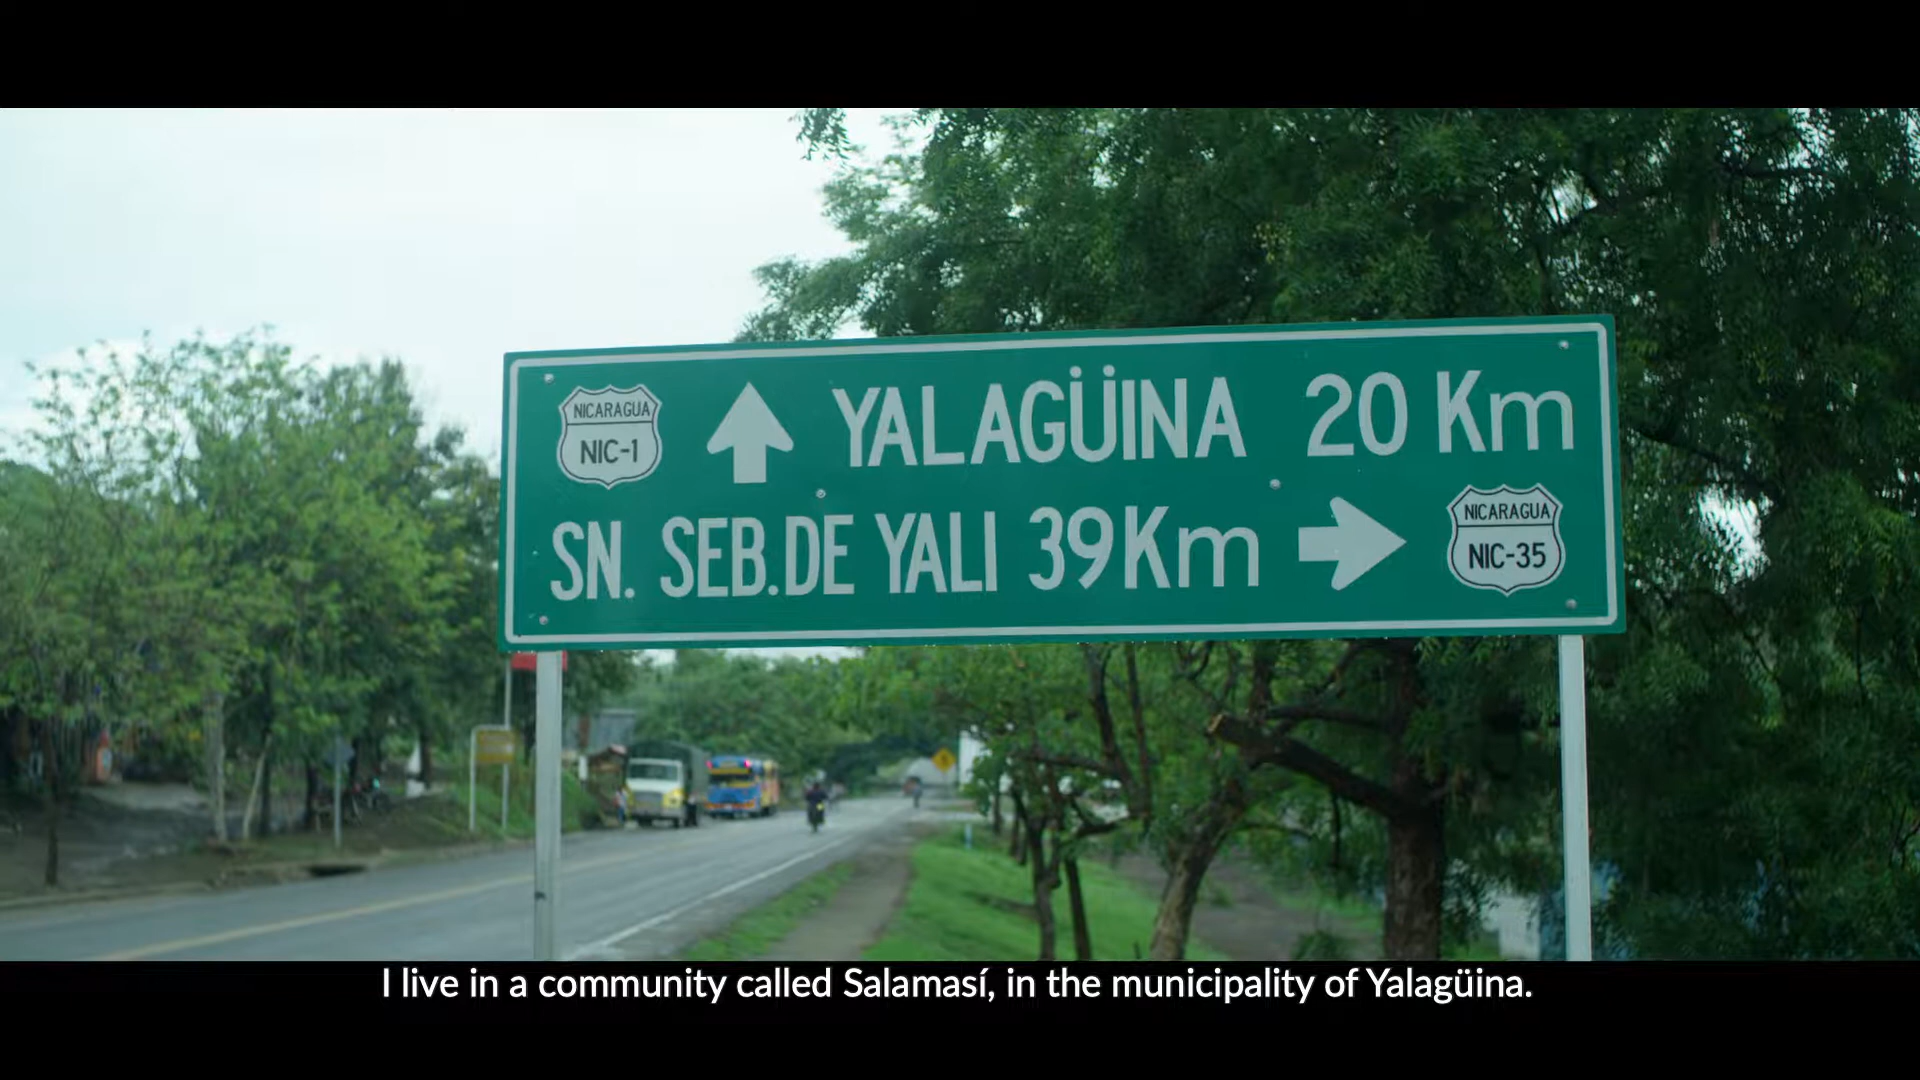 NICARAGUA
NIC-1
YALAGÜINA 20 Km
SN. SEB. DE YALI 39Km
NICARAGUA
NIC-35
I live in a community called Salamasí, in the municipality of Yalagüina.